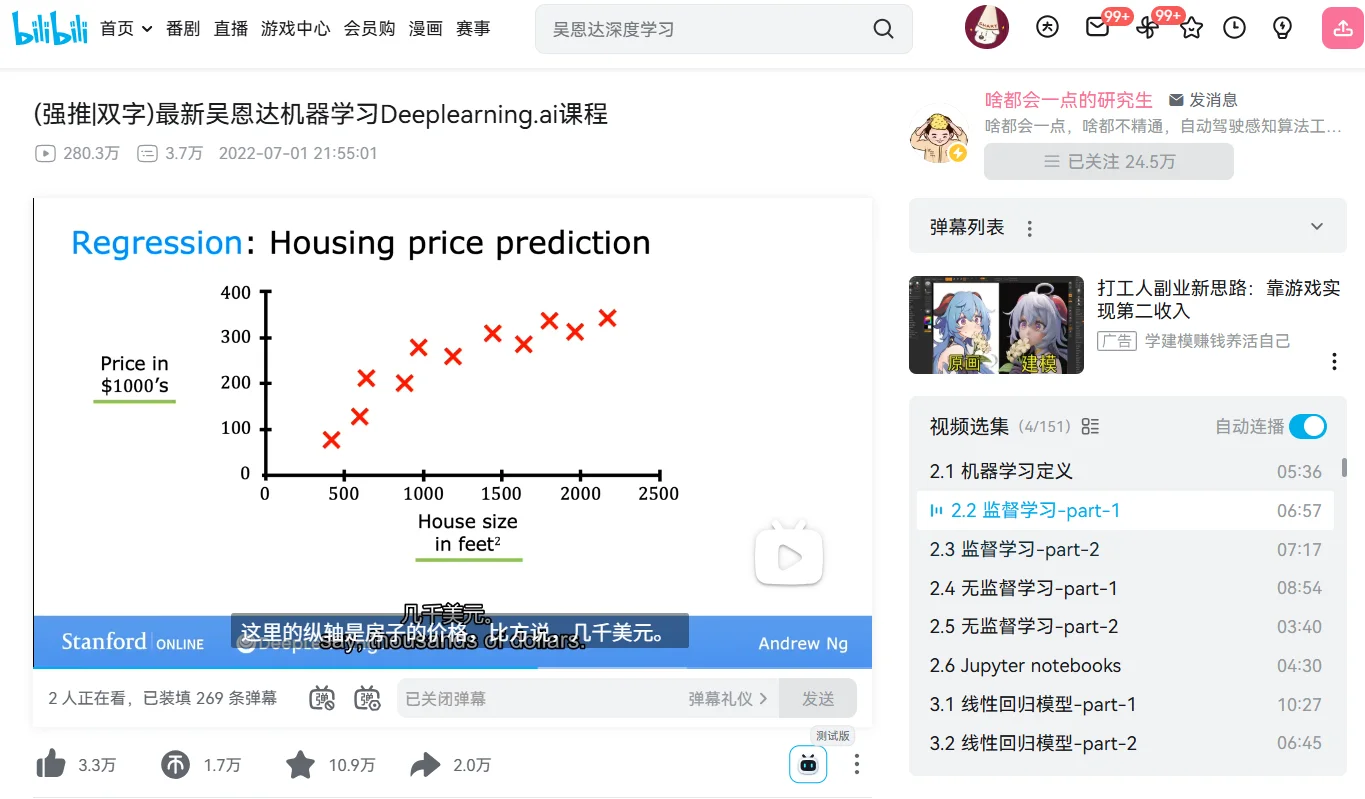 bilibili 首页 番剧 直播 游戏中心 会员购 漫画 赛事 吴恩达深度学习 99+ 99+
(强推|双字)最新吴恩达机器学习Deeplearning.ai课程
280.3万 3.7万 2022-07-01 21:55:01
Regression: Housing price prediction
400
300
200
100
0
Price in
$1000’s
0 500 1000 1500 2000 2500
House size
in feet²
几千美元。
这里的纵轴是房子的价格。比方说，几千美元。
say, thousands of dollars.
Stanford ONLINE
Andrew Ng
2 人正在看，已装填 269 条弹幕 弹 弹 已关闭弹幕 弹幕礼仪 发送
测试版
3.3万 1.7万 10.9万 2.0万
啥都会一点的研究生 发消息
啥都会一点，啥都不精通，自动驾驶感知算法工...
已关注 24.5万
弹幕列表
原画 建模
打工人副业新思路：靠游戏实
现第二收入
广告 学建模赚钱养活自己
视频选集 (4/151) 自动连播
2.1 机器学习定义 05:36
2.2 监督学习-part-1 06:57
2.3 监督学习-part-2 07:17
2.4 无监督学习-part-1 08:54
2.5 无监督学习-part-2 03:40
2.6 Jupyter notebooks 04:30
3.1 线性回归模型-part-1 10:27
3.2 线性回归模型-part-2 06:45